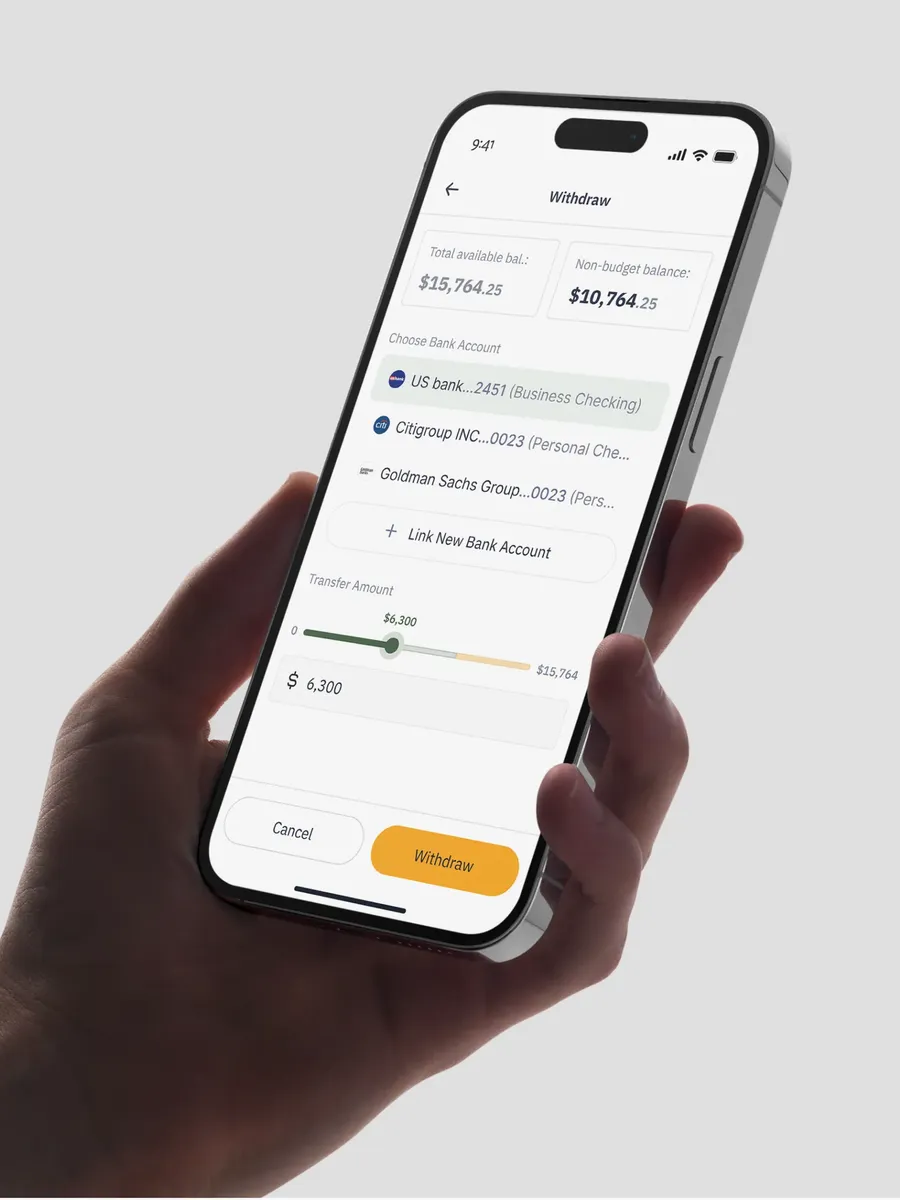 9:41
Withdraw
Total available bal.:
$15,764.25
Non-budget balance:
$10,764.25
Choose Bank Account
US bank...2451 (Business Checking)
citi
Citigroup INC...0023 (Personal Che...
Goldman Sachs Group...0023 (Pers...
+ Link New Bank Account
Transfer Amount
$6,300
0
$15,764
$ 6,300
Cancel
Withdraw